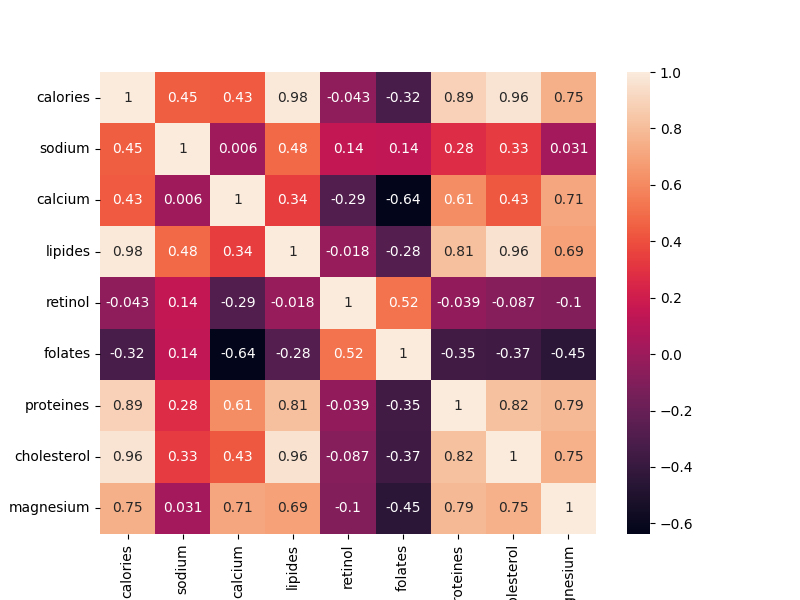 calories 1 0.45 0.43 0.98 -0.043 -0.32 0.89 0.96 0.75
sodium 0.45 1 0.006 0.48 0.14 0.14 0.28 0.33 0.031
calcium 0.43 0.006 1 0.34 -0.29 -0.64 0.61 0.43 0.71
lipides 0.98 0.48 0.34 1 -0.018 -0.28 0.81 0.96 0.69
retinol -0.043 0.14 -0.29 -0.018 1 0.52 -0.039 -0.087 -0.1
folates -0.32 0.14 -0.64 -0.28 0.52 1 -0.35 -0.37 -0.45
proteines 0.89 0.28 0.61 0.81 -0.039 -0.35 1 0.82 0.79
cholesterol 0.96 0.33 0.43 0.96 -0.087 -0.37 0.82 1 0.75
magnesium 0.75 0.031 0.71 0.69 -0.1 -0.45 0.79 0.75 1
calories
sodium
calcium
lipides
retinol
folates
roteines
olesterol
gnesium
1.0
0.8
0.6
0.4
0.2
0.0
−0.2
−0.4
−0.6